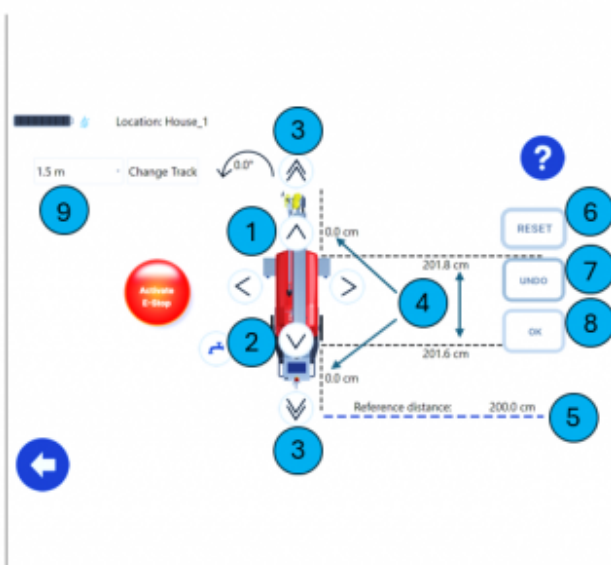 Location: House_1
3
?
1.5 m
Change Track
0.0°
9
6
1
0.0 cm
RESET
201.8 cm
7
Activate
E-Stop
4
UNDO
8
2
OK
201.6 cm
0.0 cm
Reference distance: 200.0 cm
5
3